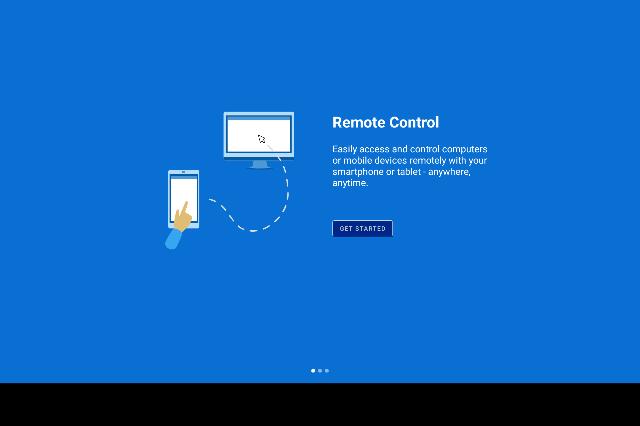 Remote Control
Easily access and control computers
or mobile devices remotely with your
smartphone or tablet - anywhere,
anytime.
GET STARTED